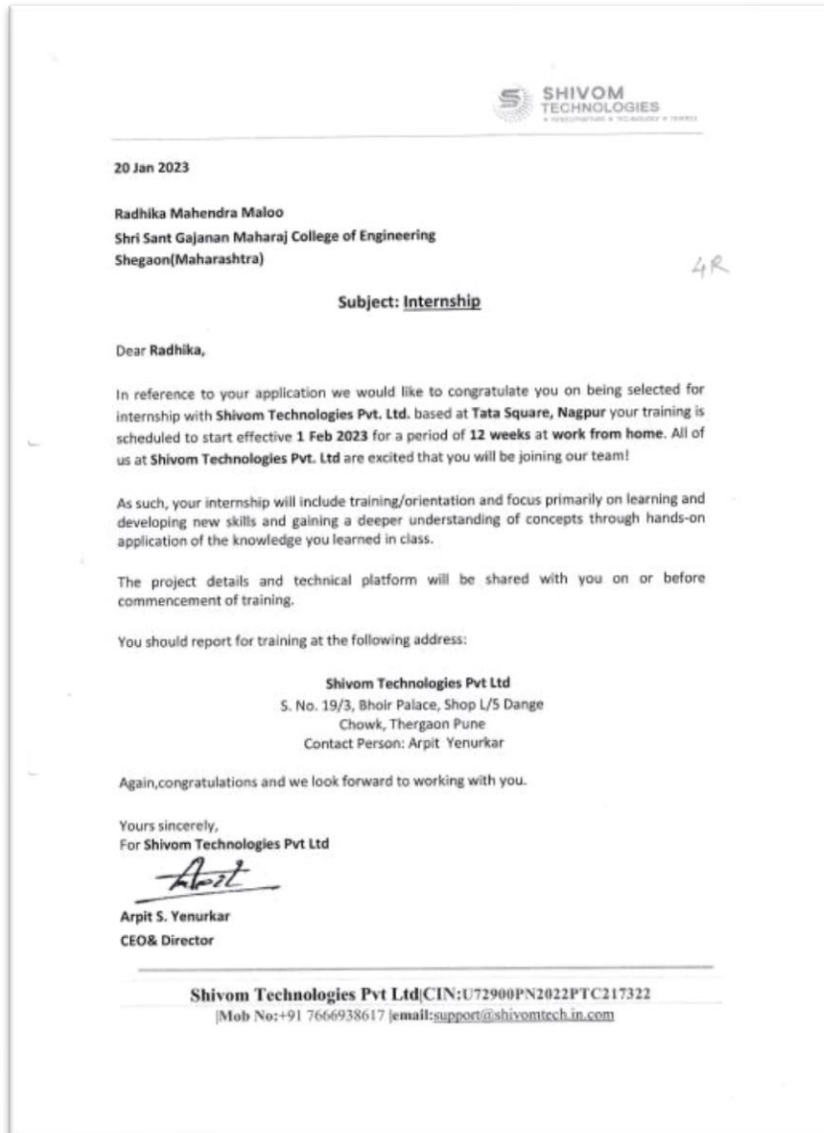 SHIVOM
TECHNOLOGIES
20 Jan 2023
Radhika Mahendra Maloo
Shri Sant Gajanan Maharaj College of Engineering
Shegaon(Maharashtra)
4R
Subject: Internship
Dear Radhika,
In reference to your application we would like to congratulate you on being selected for
internship with Shivom Technologies Pvt. Ltd. based at Tata Square, Nagpur your training is
scheduled to start effective 1 Feb 2023 for a period of 12 weeks at work from home. All of
us at Shivom Technologies Pvt. Ltd are excited that you will be joining our team!
As such, your internship will include training/orientation and focus primarily on learning and
developing new skills and gaining a deeper understanding of concepts through hands-on
application of the knowledge you learned in class.
The project details and technical platform will be shared with you on or before
commencement of training.
You should report for training at the following address:
Shivom Technologies Pvt Ltd
S. No. 19/3, Bhoir Palace, Shop L/5 Dange
Chowk, Thergaon Pune
Contact Person: Arpit Yenurkar
Again,congratulations and we look forward to working with you.
Yours sincerely,
For Shivom Technologies Pvt Ltd
Arpit
Arpit S. Yenurkar
CEO& Director
Shivom Technologies Pvt Ltd|CIN:U72900PN2022PTC217322
|Mob No:+91 7666938617 |email:support@shivomtech.in.com